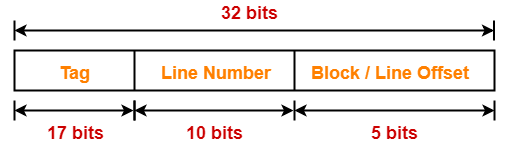 32 bits
Tag
Line Number
Block / Line Offset
17 bits
10 bits
5 bits